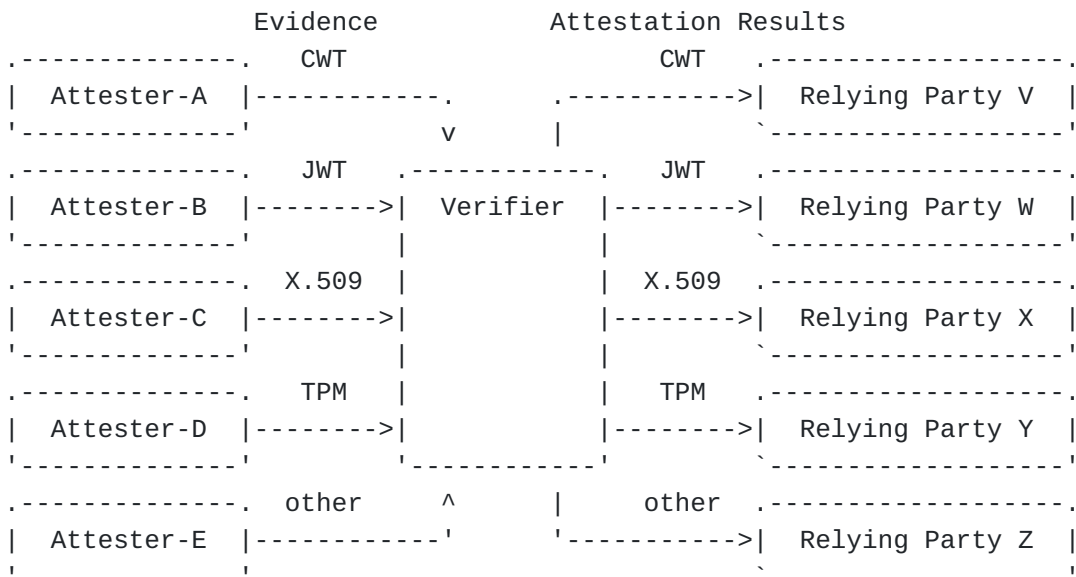 Evidence Attestation Results
CWT CWT
Attester-A Relying Party V
v
JWT JWT
Attester-B Verifier Relying Party W
X.509 X.509
Attester-C Relying Party X
TPM TPM
Attester-D Relying Party Y
other ^ other
Attester-E Relying Party Z